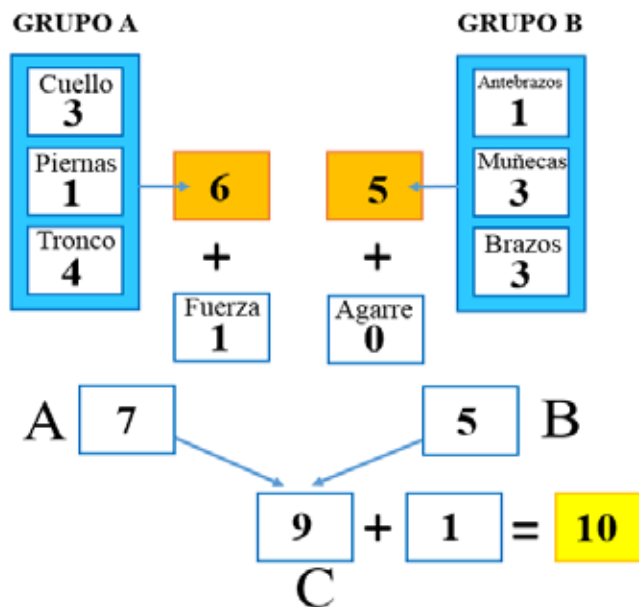 GRUPO A
GRUPO B
Cuello
3
Piernas
1
Tronco
4
6
+
Fuerza
1
5
+
Agarre
0
Antebrazos
1
Muñecas
3
Brazos
3
A 7
5 B
9 + 1 = 10
C